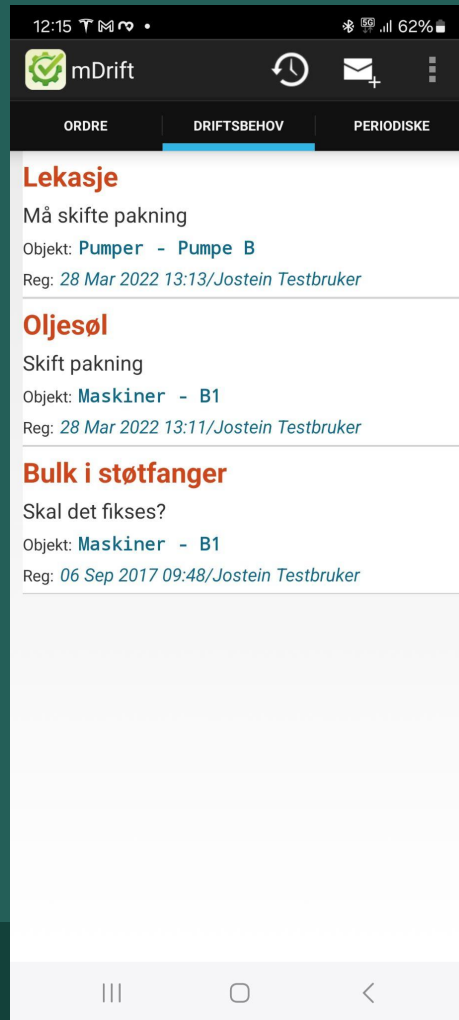 12:15
62%
mDrift
ORDRE DRIFTSBEHOV PERIODISKE
Lekasje
Må skifte pakning
Objekt: Pumper - Pumpe B
Reg: 28 Mar 2022 13:13/Jostein Testbruker
Oljesøl
Skift pakning
Objekt: Maskiner - B1
Reg: 28 Mar 2022 13:11/Jostein Testbruker
Bulk i støtfanger
Skal det fikses?
Objekt: Maskiner - B1
Reg: 06 Sep 2017 09:48/Jostein Testbruker